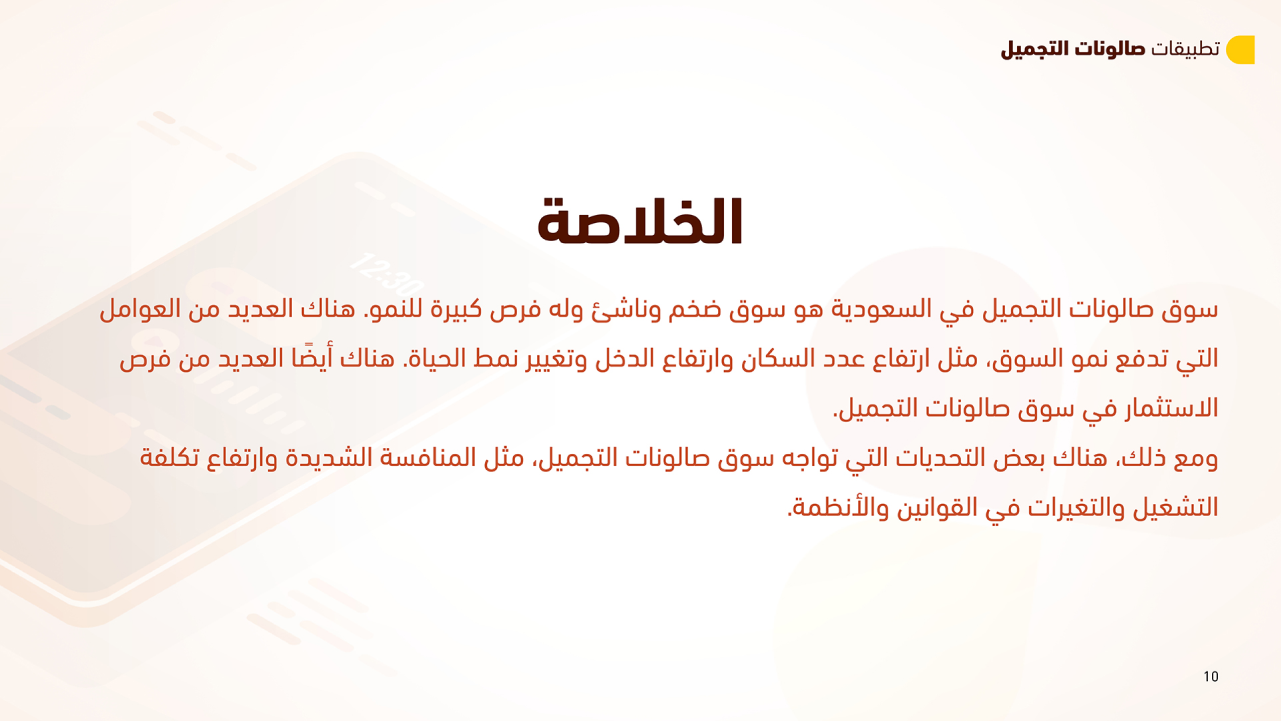 تطبيقات صالونات التجميل
12:30
الخلاصة
سوق صالونات التجميل في السعودية هو سوق ضخم وناشئ وله فرص كبيرة للنمو. هناك العديد من العوامل
التي تدفع نمو السوق، مثل ارتفاع عدد السكان وارتفاع الدخل وتغيير نمط الحياة. هناك أيضًا العديد من فرص
الاستثمار في سوق صالونات التجميل.
ومع ذلك، هناك بعض التحديات التي تواجه سوق صالونات التجميل، مثل المنافسة الشديدة وارتفاع تكلفة
التشغيل والتغيرات في القوانين والأنظمة.
10